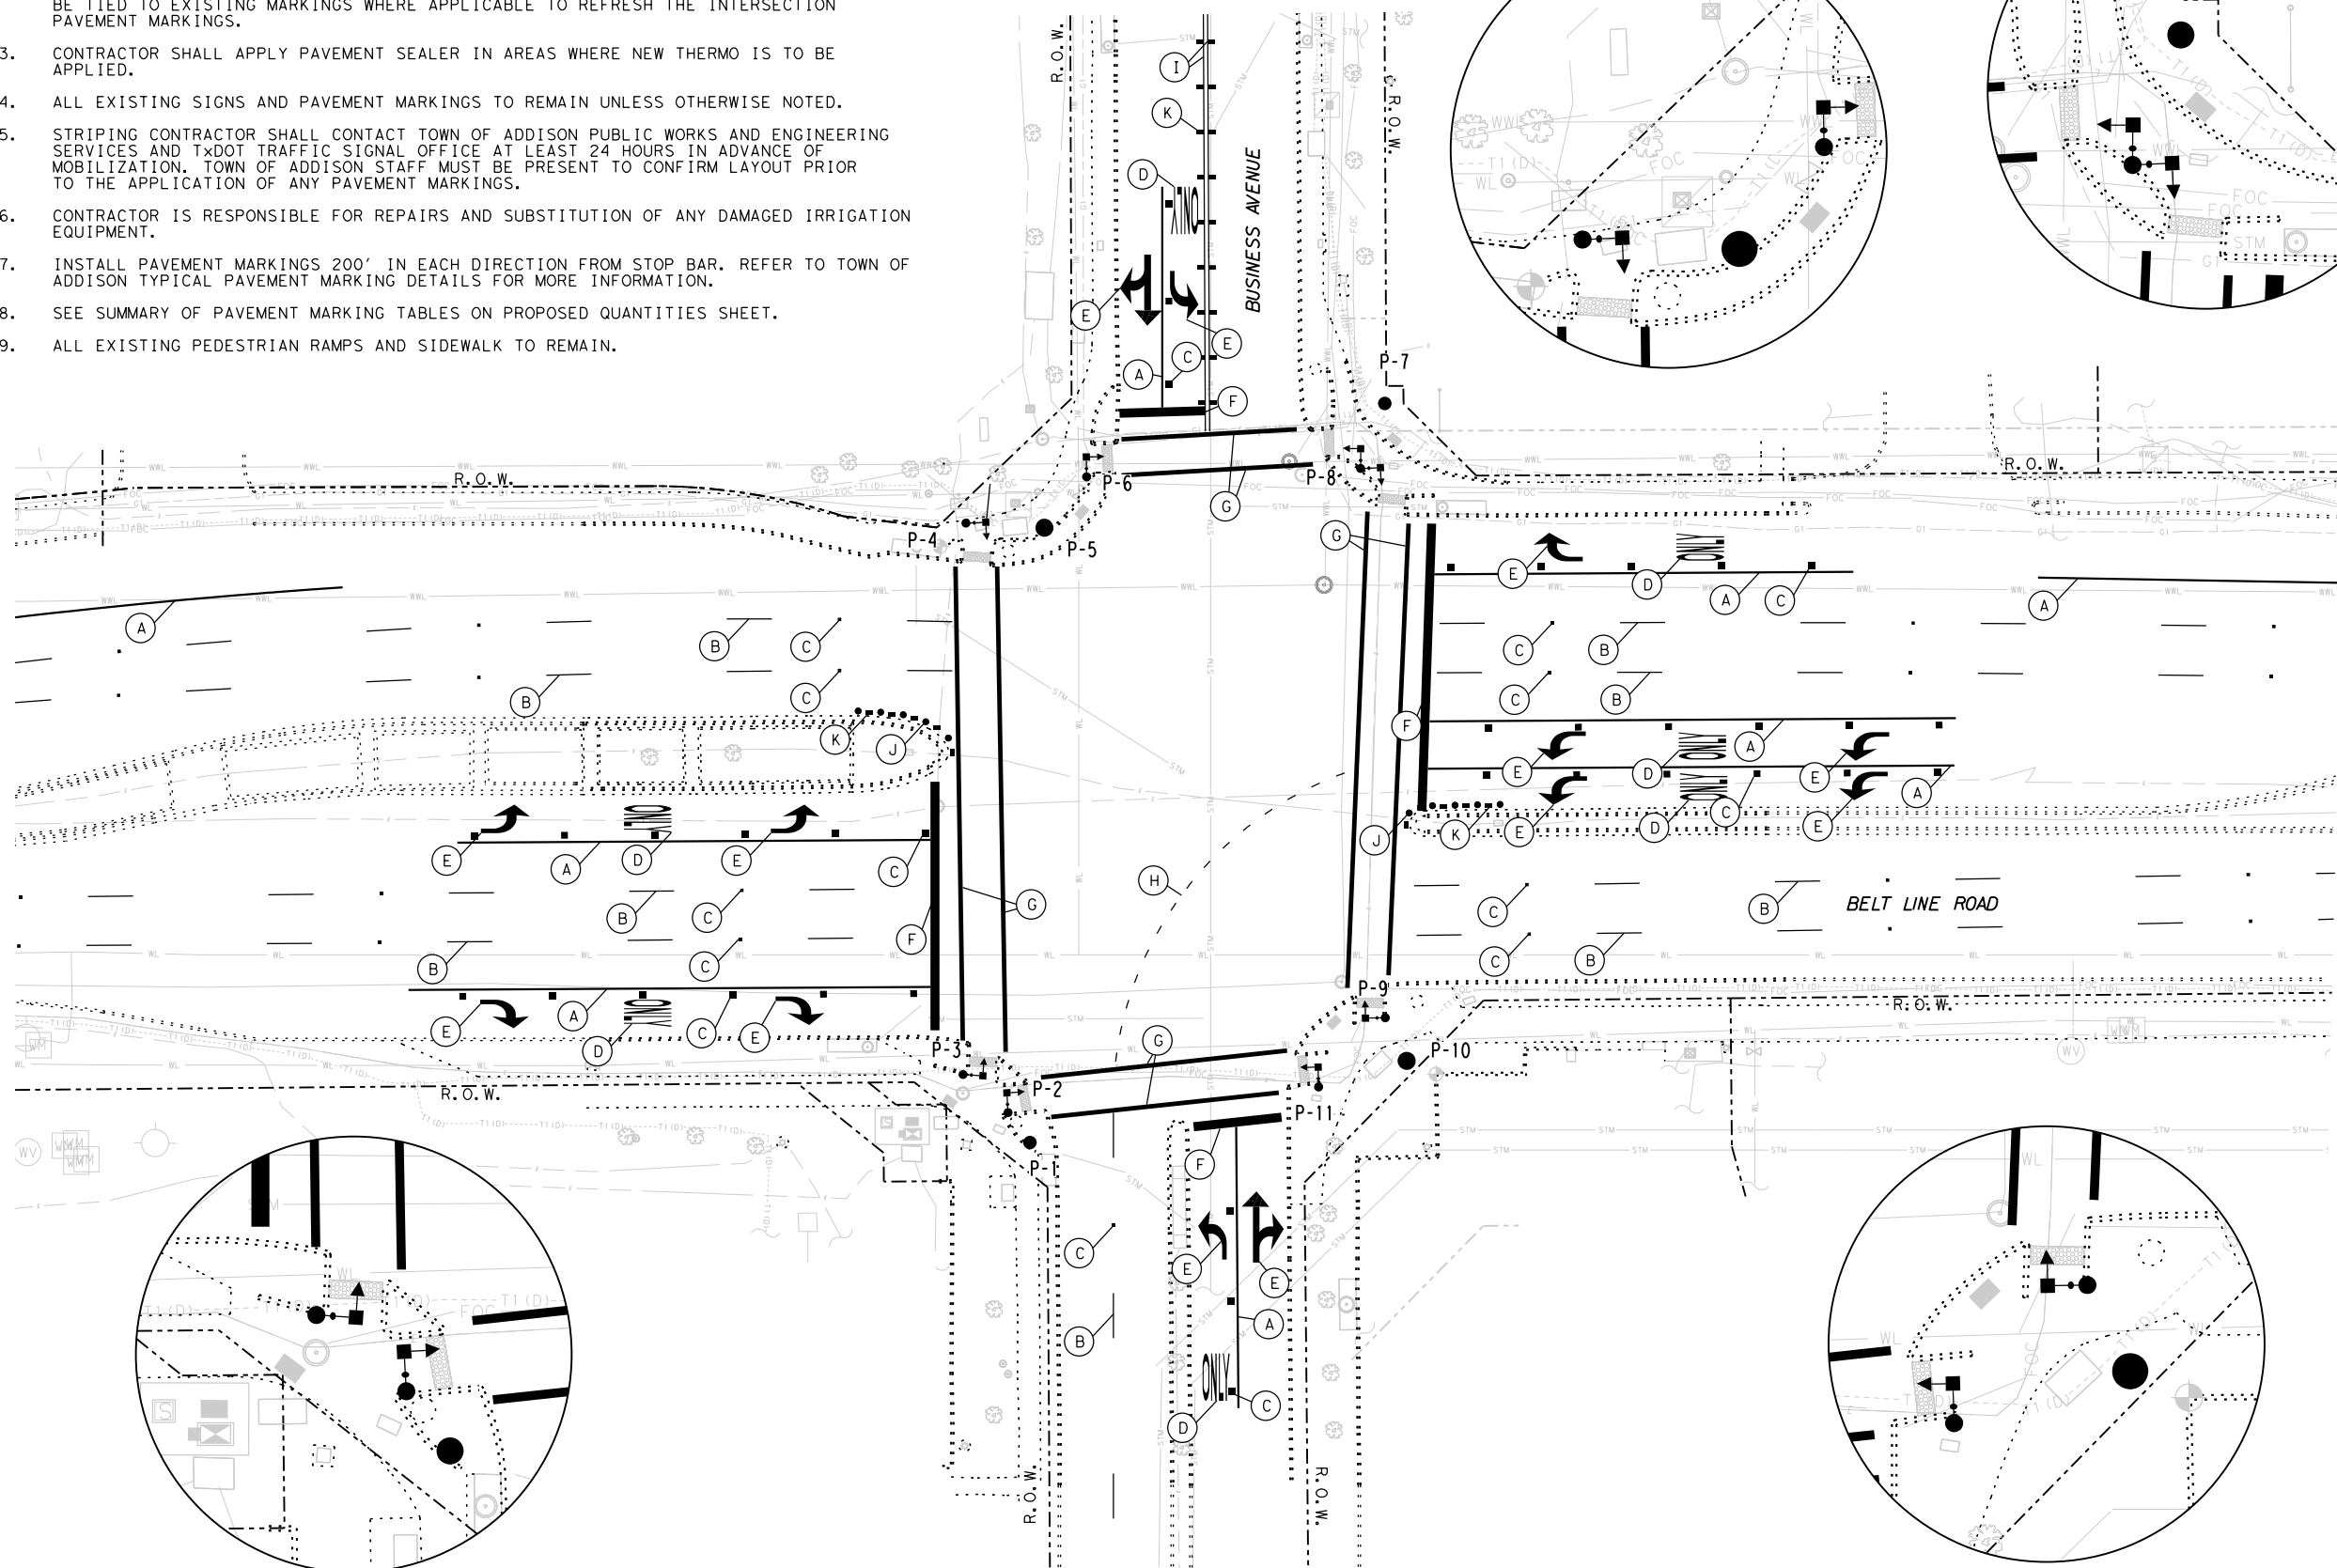 BE TIED TO EXISTING MARKINGS WHERE APPLICABLE TO REFRESH THE INTERSECTION
PAVEMENT MARKINGS.
3. CONTRACTOR SHALL APPLY PAVEMENT SEALER IN AREAS WHERE NEW THERMO IS TO BE
APPLIED.
4. ALL EXISTING SIGNS AND PAVEMENT MARKINGS TO REMAIN UNLESS OTHERWISE NOTED.
5. STRIPING CONTRACTOR SHALL CONTACT TOWN OF ADDISON PUBLIC WORKS AND ENGINEERING
SERVICES AND TxDOT TRAFFIC SIGNAL OFFICE AT LEAST 24 HOURS IN ADVANCE OF
MOBILIZATION. TOWN OF ADDISON STAFF MUST BE PRESENT TO CONFIRM LAYOUT PRIOR
TO THE APPLICATION OF ANY PAVEMENT MARKINGS.
6. CONTRACTOR IS RESPONSIBLE FOR REPAIRS AND SUBSTITUTION OF ANY DAMAGED IRRIGATION
EQUIPMENT.
7. INSTALL PAVEMENT MARKINGS 200' IN EACH DIRECTION FROM STOP BAR. REFER TO TOWN OF
ADDISON TYPICAL PAVEMENT MARKING DETAILS FOR MORE INFORMATION.
8. SEE SUMMARY OF PAVEMENT MARKING TABLES ON PROPOSED QUANTITIES SHEET.
9. ALL EXISTING PEDESTRIAN RAMPS AND SIDEWALK TO REMAIN.
R.O.W.
I
K
D
ONLY
E
E
C
A
F
BUSINESS AVENUE
R.O.W.
P-7
P-6
P-8
G
R.O.W.
R.O.W.
P-4
P-5
G
E
D
A
C
A
A
B
C
C
B
B
C
C
B
K
J
F
A
E
D
E
A
J
K
E
D
C
E
E
A
D
E
C
H
B
C
F
G
C
B
BELT LINE ROAD
B
C
C
B
E
A
D
C
E
P-9
R.O.W.
P-3
G
P-10
R.O.W.
P-2
P-11
P-1
F
C
E
E
B
A
ONLY
C
D
R.O.W.
R.O.W.